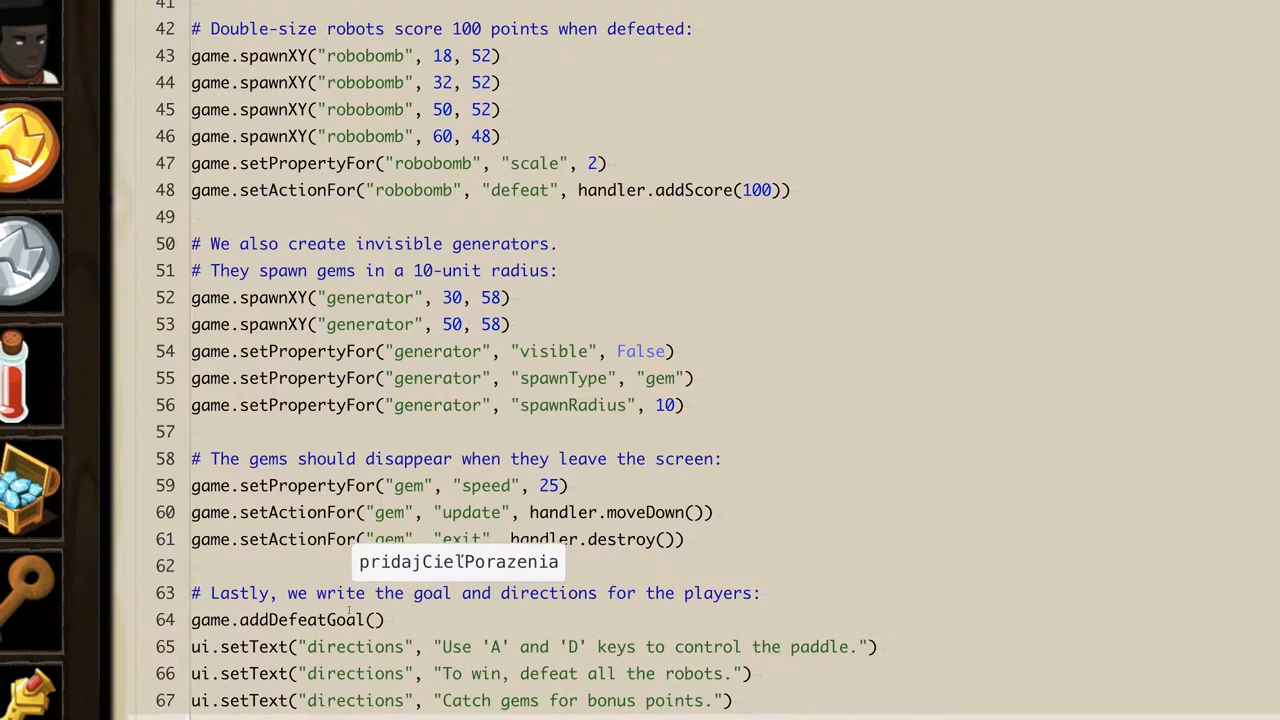 41
42 # Double-size robots score 100 points when defeated:
43 game.spawnXY("robobomb", 18, 52)
44 game.spawnXY("robobomb", 32, 52)
45 game.spawnXY("robobomb", 50, 52)
46 game.spawnXY("robobomb", 60, 48)
47 game.setPropertyFor("robobomb", "scale", 2)
48 game.setActionFor("robobomb", "defeat", handler.addScore(100))
49
50 # We also create invisible generators.
51 # They spawn gems in a 10-unit radius:
52 game.spawnXY("generator", 30, 58)
53 game.spawnXY("generator", 50, 58)
54 game.setPropertyFor("generator", "visible", False)
55 game.setPropertyFor("generator", "spawnType", "gem")
56 game.setPropertyFor("generator", "spawnRadius", 10)
57
58 # The gems should disappear when they leave the screen:
59 game.setPropertyFor("gem", "speed", 25)
60 game.setActionFor("gem", "update", handler.moveDown())
61 game.setActionFor("gem", "exit", handler.destroy())
pridajCieľPorazenia
62
63 # Lastly, we write the goal and directions for the players:
64 game.addDefeatGoal()
65 ui.setText("directions", "Use 'A' and 'D' keys to control the paddle.")
66 ui.setText("directions", "To win, defeat all the robots.")
67 ui.setText("directions", "Catch gems for bonus points.")